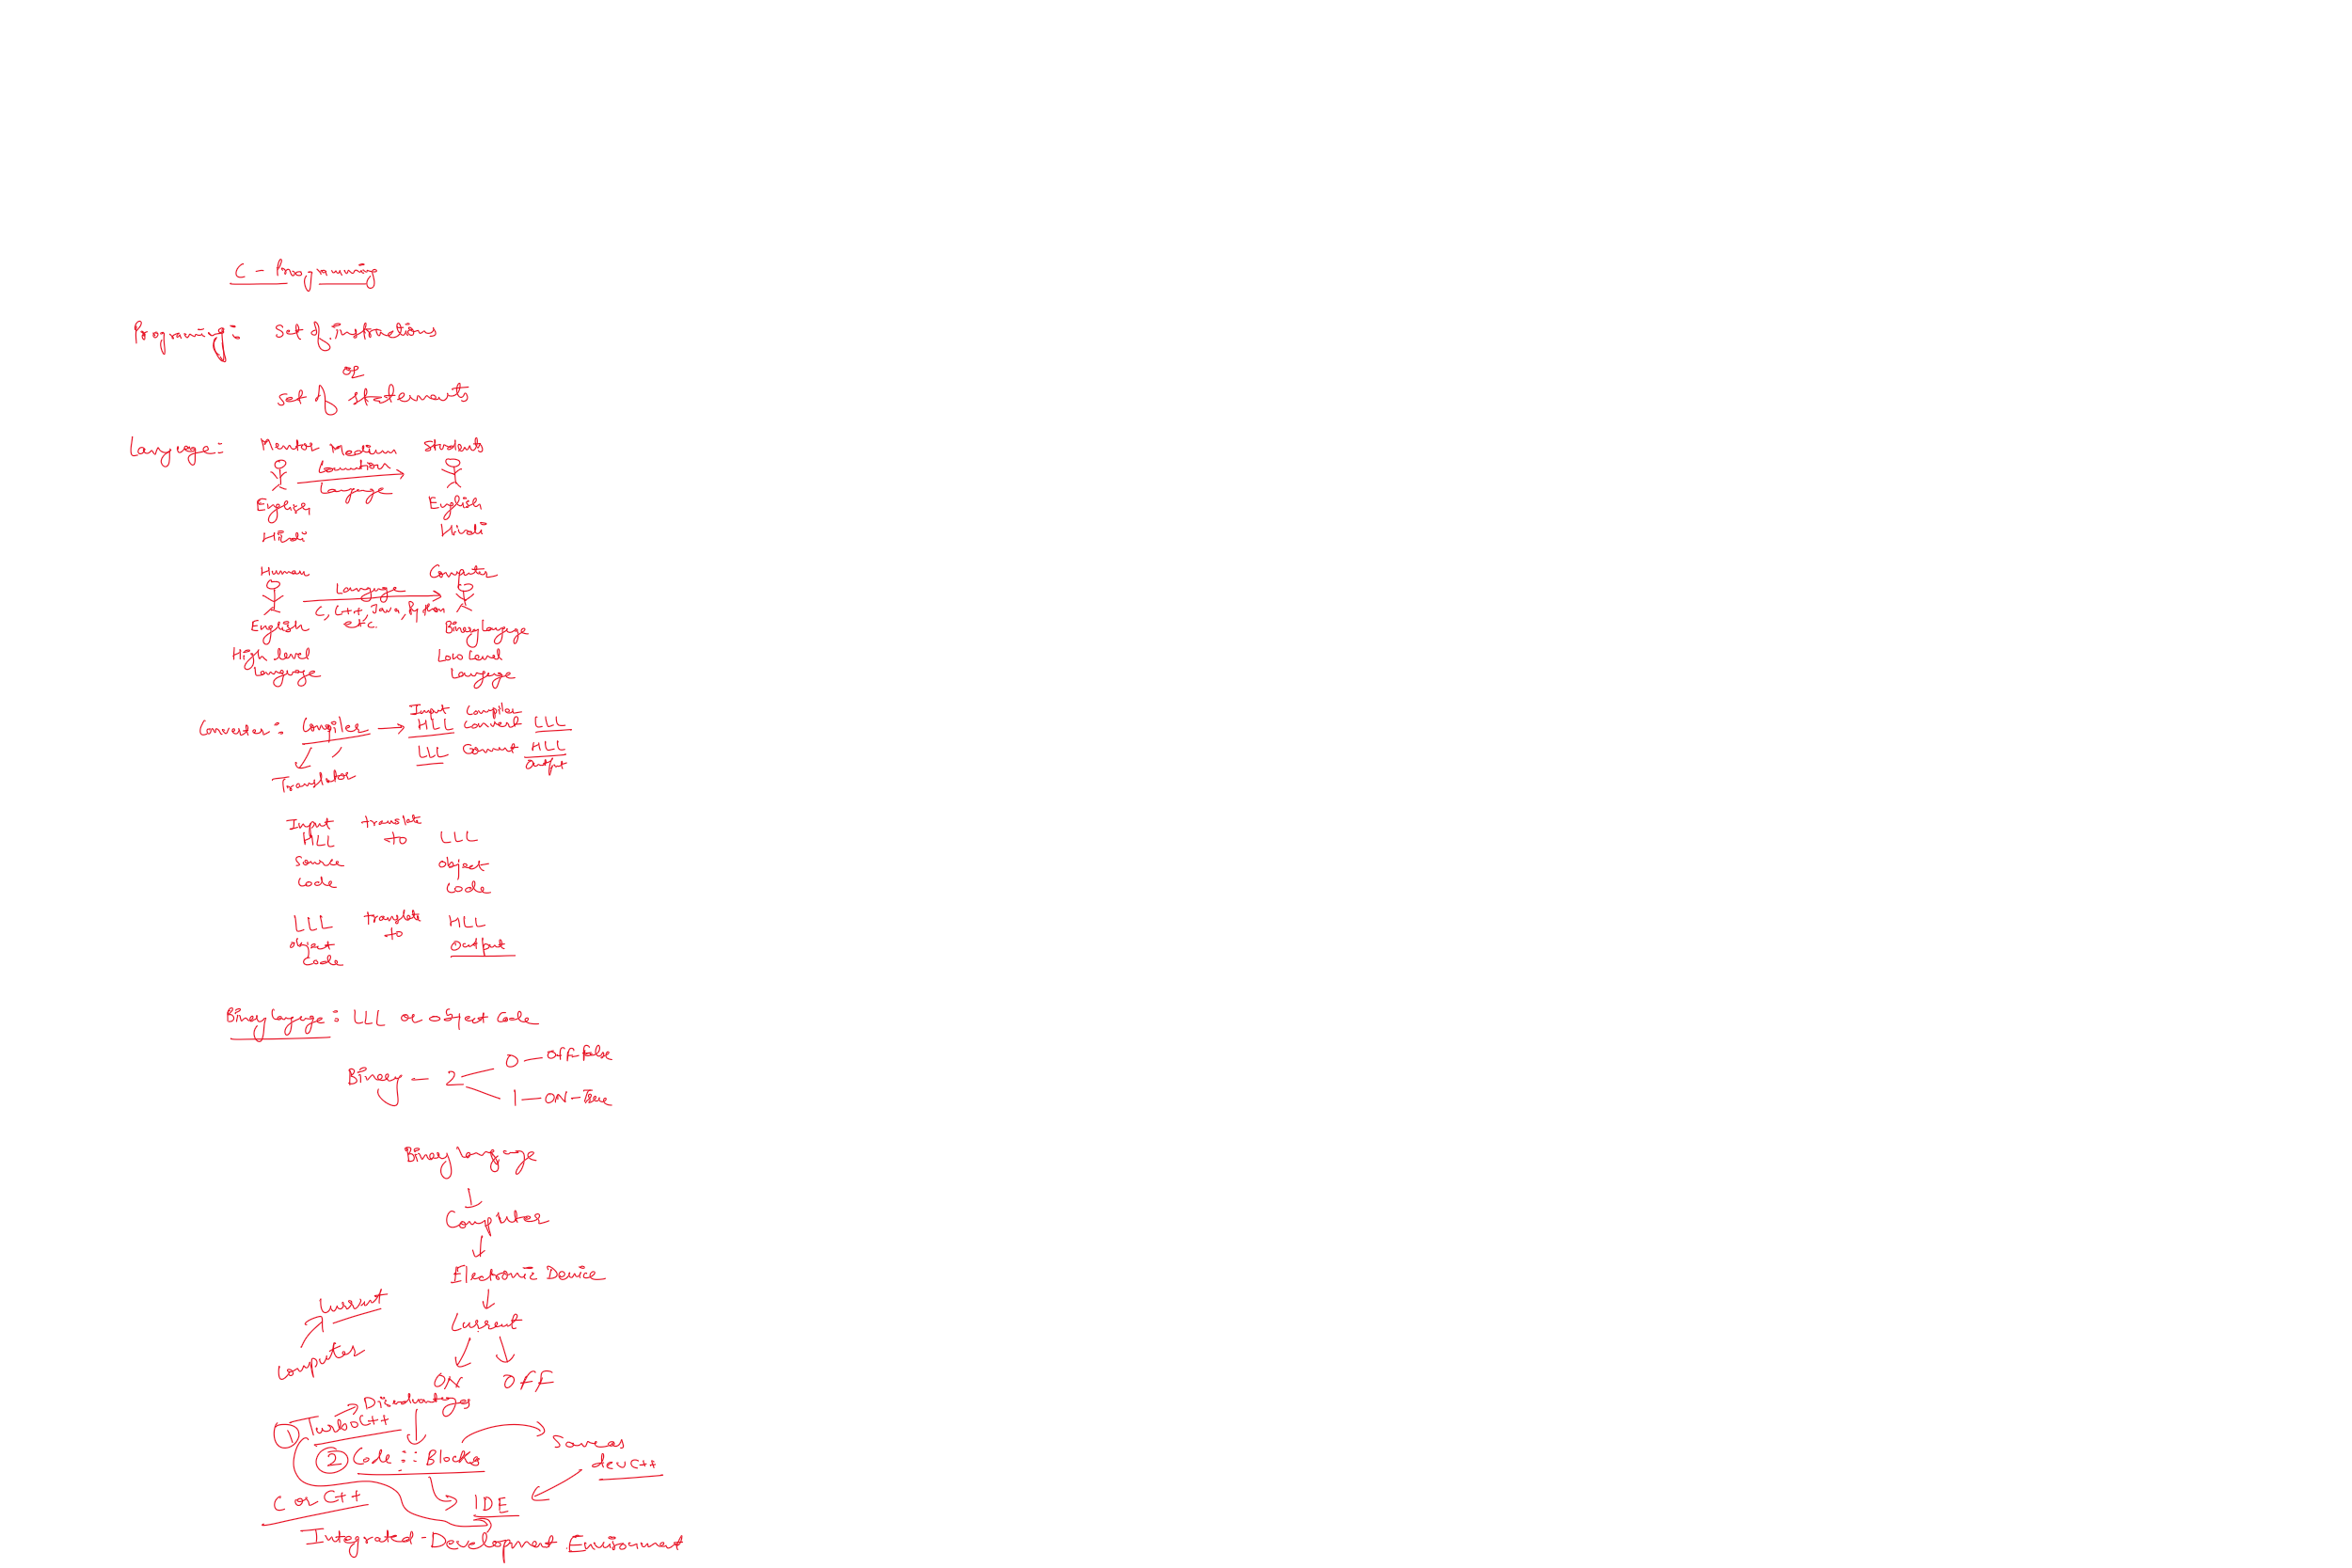 C - Programming
Programing: Set of instructions
or
set of statements
Language: Mentor Medium Students
Language
English English
Hindi Hindi
Human Computer
Language
C, C++, Java, Python
etc.
English Binary language
High level Low Level
Language Language
Input Compiler
Converter: Compiler → HLL Convert LLL
LLL Convert HLL
Output
Translator
Input translate
HLL to LLL
Source object
Code Code
LLL translate HLL
to
object Output
Code
Binary language: LLL or object Code
0 - OFF - false
Binary - 2
1 - ON - True
Binary language
Computer
Electronic Device
Current
Current
Computer
ON OFF
Disadvantages
① Turbo C++
Same as
② Code::Blocks
dev C++
C or C++
IDE
Integrated - Development Environment